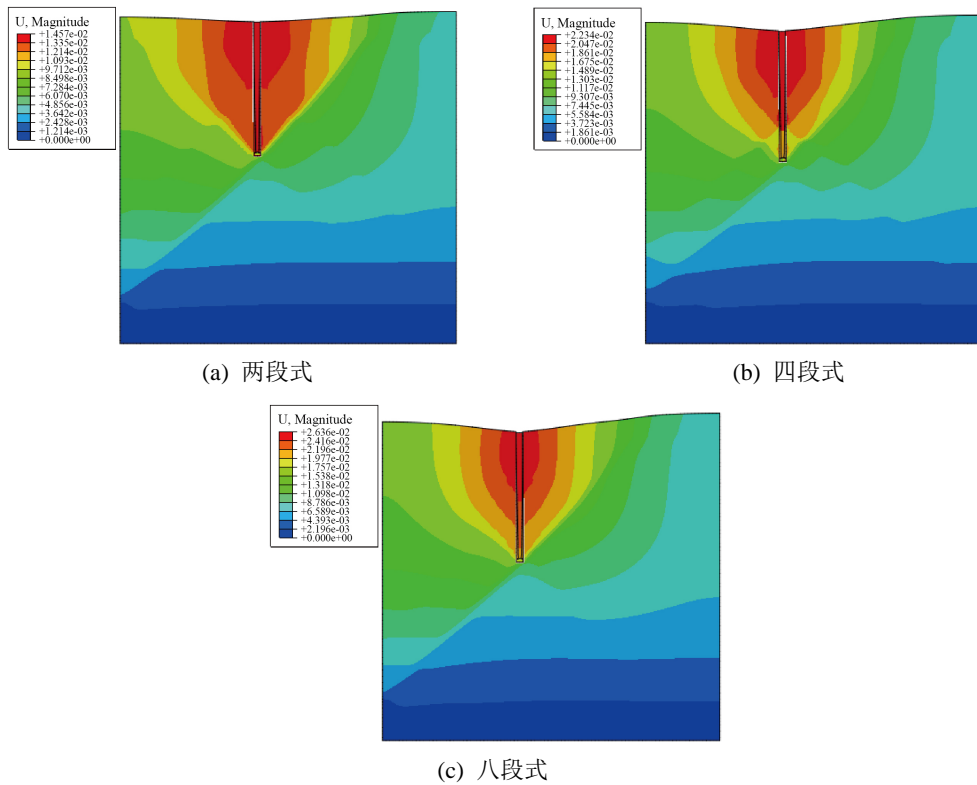 U, Magnitude
+1.457e-02
+1.335e-02
+1.214e-02
+1.093e-02
+9.712e-03
+8.498e-03
+7.284e-03
+6.070e-03
+4.856e-03
+3.642e-03
+2.428e-03
+1.214e-03
+0.000e+00
(a) 两段式
U, Magnitude
+2.234e-02
+2.047e-02
+1.861e-02
+1.675e-02
+1.489e-02
+1.303e-02
+1.117e-02
+9.307e-03
+7.445e-03
+5.584e-03
+3.723e-03
+1.861e-03
+0.000e+00
(b) 四段式
U, Magnitude
+2.636e-02
+2.416e-02
+2.196e-02
+1.977e-02
+1.757e-02
+1.538e-02
+1.318e-02
+1.098e-02
+8.786e-03
+6.589e-03
+4.393e-03
+2.196e-03
+0.000e+00
(c) 八段式